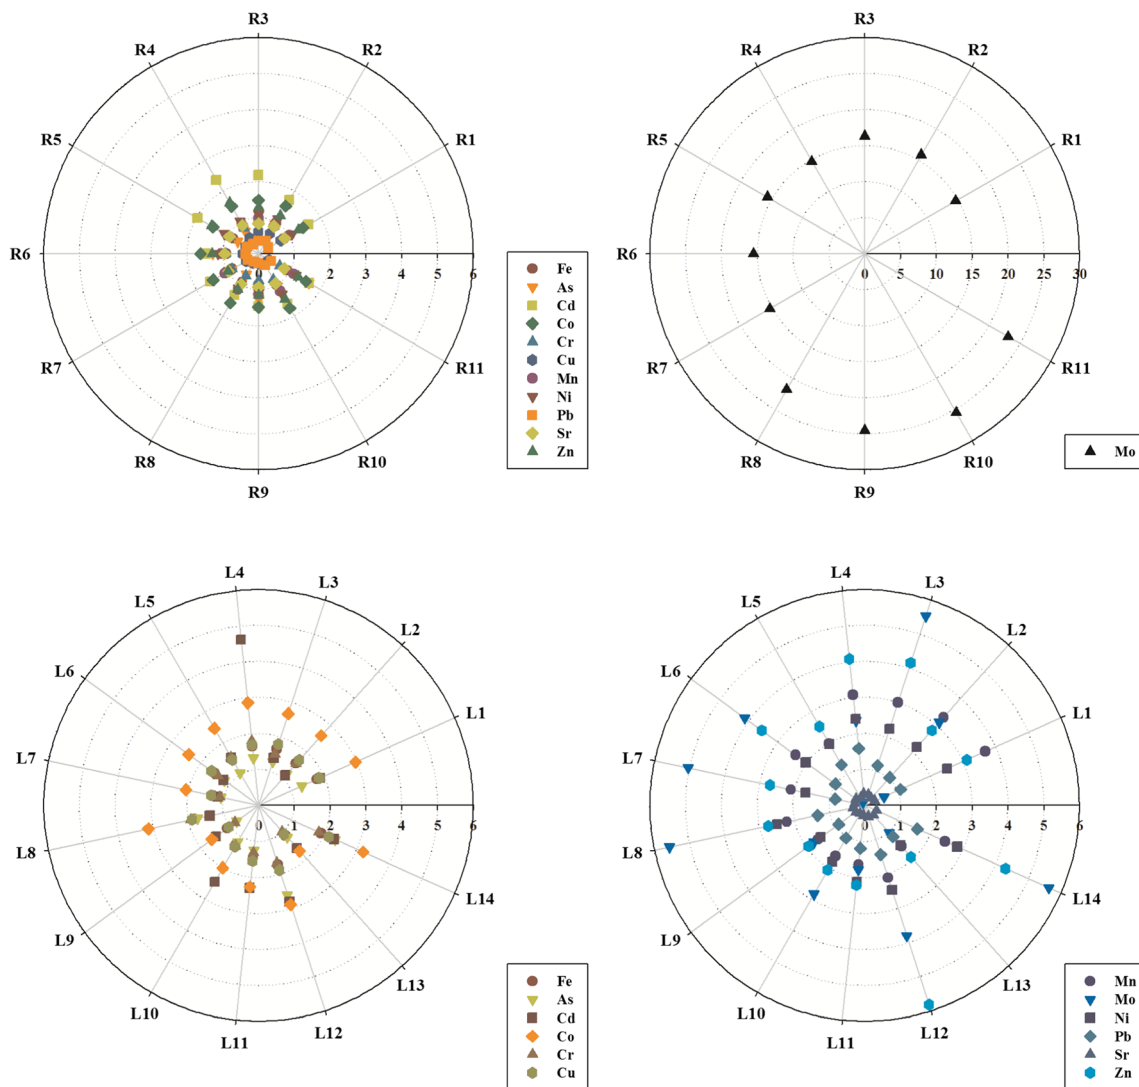 R3 R3
R4 R2 R4 R2
R5 R1 R5 R1
R6 0 1 2 3 4 5 6 R6 0 5 10 15 20 25 30
Fe
As
Cd
Co
Cr
Cu
Mn
Ni
Pb
Sr
Zn
Mo
R7 R11 R7 R11
R8 R10 R8 R10
R9 R9
L4 L3 L4 L3
L5 L2 L5 L2
L6 L1 L6 L1
L7 L7
0 1 2 3 4 5 6 0 1 2 3 4 5 6
L8 L14 L8 L14
L9 L13 L9 L13
L10 L11 L12 L10 L11 L12
Fe
As
Cd
Co
Cr
Cu
Mn
Mo
Ni
Pb
Sr
Zn